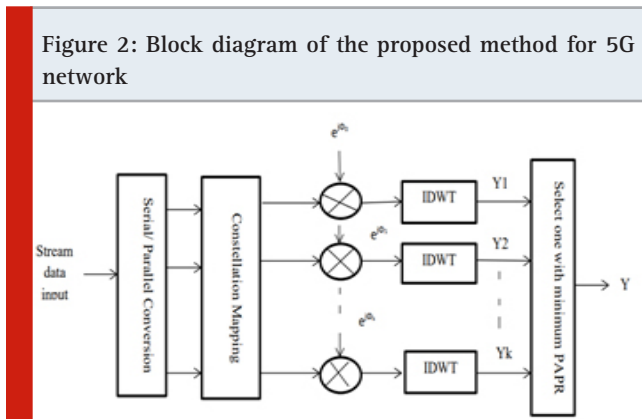 Figure 2: Block diagram of the proposed method for 5G
network
Stream
data
input
Serial/ Parallel Conversion
Constellation Mapping
IDWT
Y1
IDWT
Y2
IDWT
Yk
Select one with minimum PAPR
Y